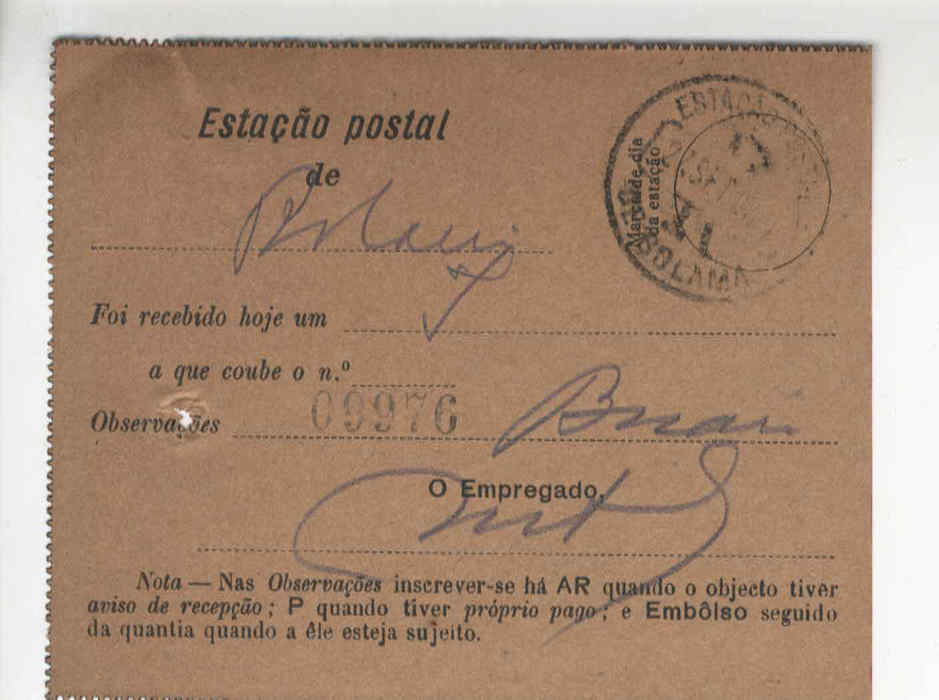 Estação postal
de
Marca de dia
da estação
BOLAMA
Foi recebido hoje um
a que coube o n.º
09976
Observações
O Empregado,
Nota — Nas Observações inscrever-se há AR quando o objecto tiver
aviso de recepção; P quando tiver próprio pago; e Embôlso seguido
da quantia quando a êle esteja sujeito.